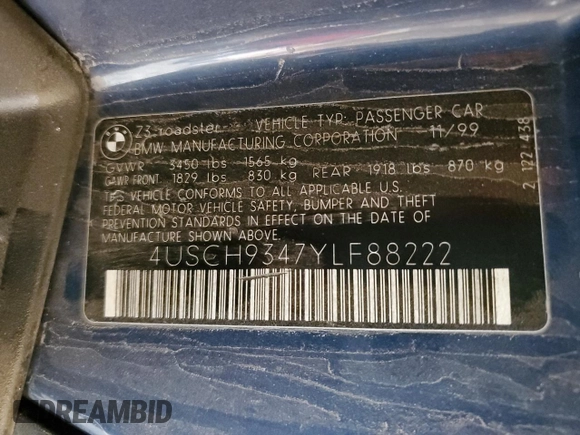 BMW
Z3-roadster VEHICLE TYP: PASSENGER CAR
BMW MANUFACTURING CORPORATION 11/99
GVWR 3450 lbs 1565 kg
GAWR FRONT 1829 lbs 830 kg REAR 1918 lbs 870 kg
THIS VEHICLE CONFORMS TO ALL APPLICABLE U.S.
FEDERAL MOTOR VEHICLE SAFETY, BUMPER AND THEFT
PREVENTION STANDARDS IN EFFECT ON THE DATE OF
MANUFACTURE SHOWN ABOVE.
4USCH9347YLF88222
2 122 438
DREAMBID